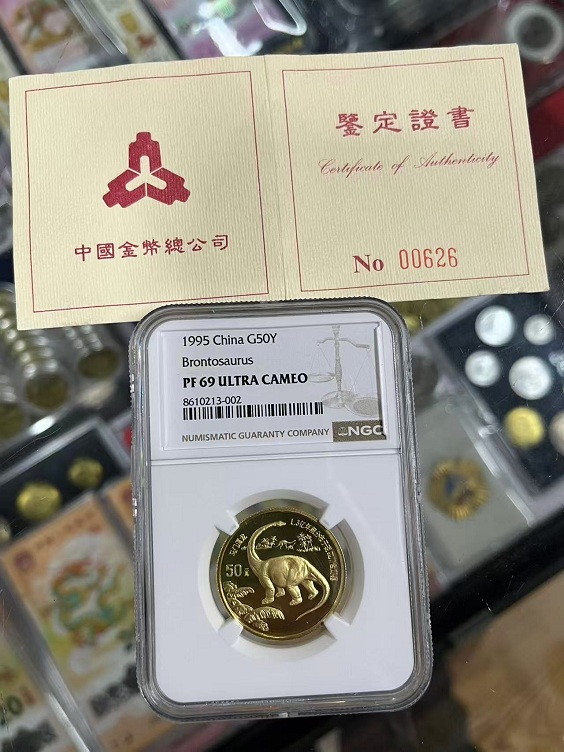 鑒定證書
Certificate of Authenticity
中國金幣總公司
No 00626
1995 China G50Y
Brontosaurus
PF 69 ULTRA CAMEO
8610213-002
NUMISMATIC GUARANTY COMPANY
NGC
50元